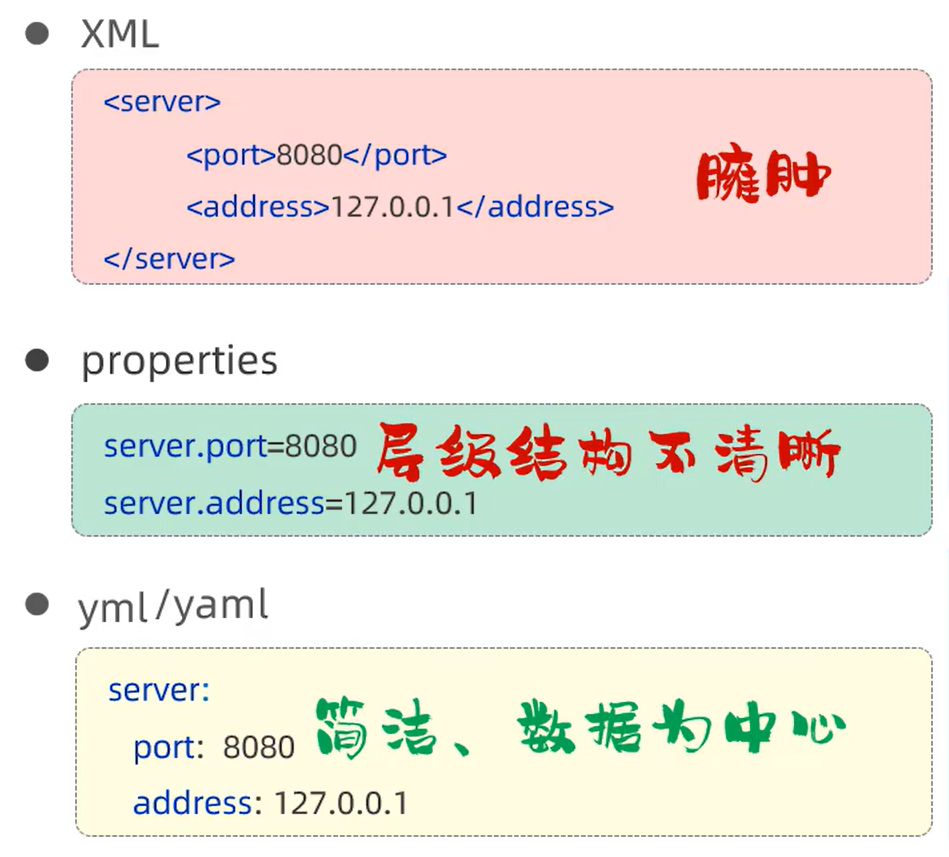 XML
<server>
<port>8080</port>
<address>127.0.0.1</address>
臃肿
</server>
properties
server.port=8080 层级结构不清晰
server.address=127.0.0.1
yml/yaml
server:
port: 8080 简洁、数据为中心
address: 127.0.0.1